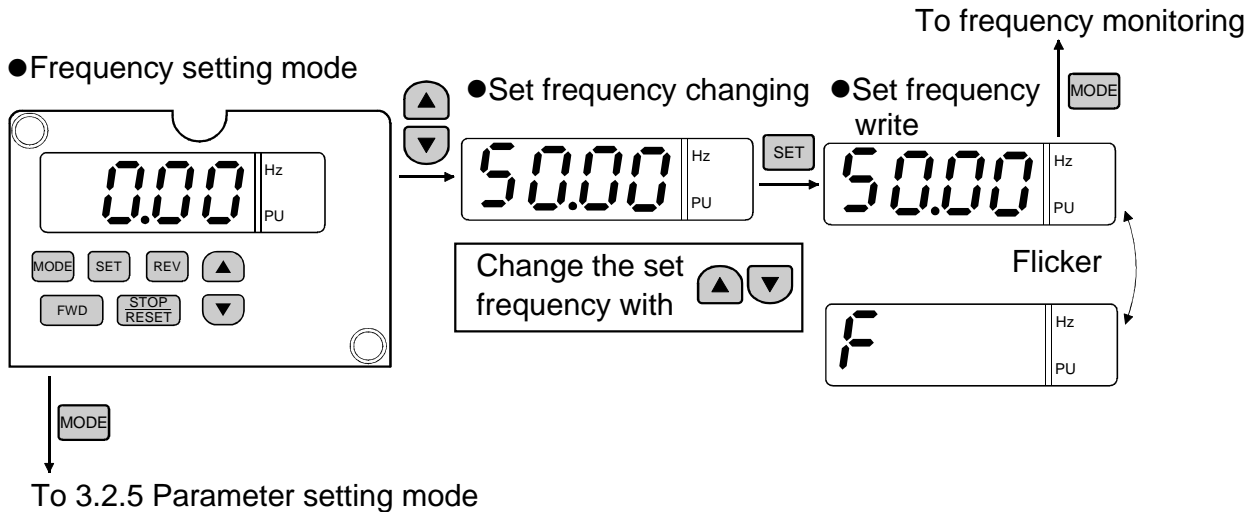 To frequency monitoring
●Frequency setting mode
●Set frequency changing
●Set frequency
write
MODE
0.00
Hz
PU
MODE
SET
REV
▲
FWD
STOP
RESET
▼
▲
▼
50.00
Hz
PU
SET
50.00
Hz
PU
Change the set
frequency with ▲ ▼
Flicker
F
Hz
PU
MODE
To 3.2.5 Parameter setting mode